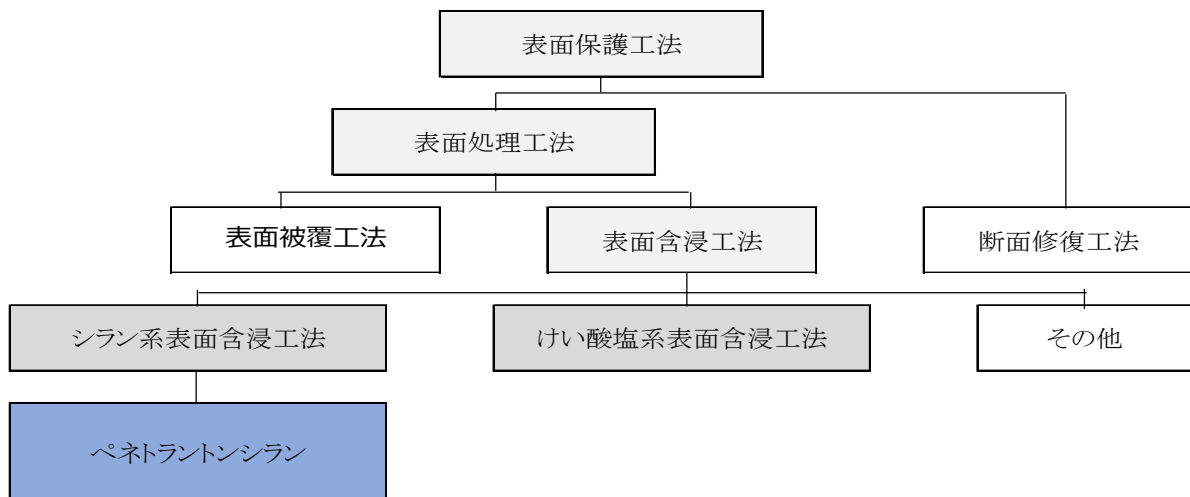 表面保護工法
表面処理工法
表面被覆工法
表面含浸工法
断面修復工法
シラン系表面含浸工法
けい酸塩系表面含浸工法
その他
ペネトラントンシラン